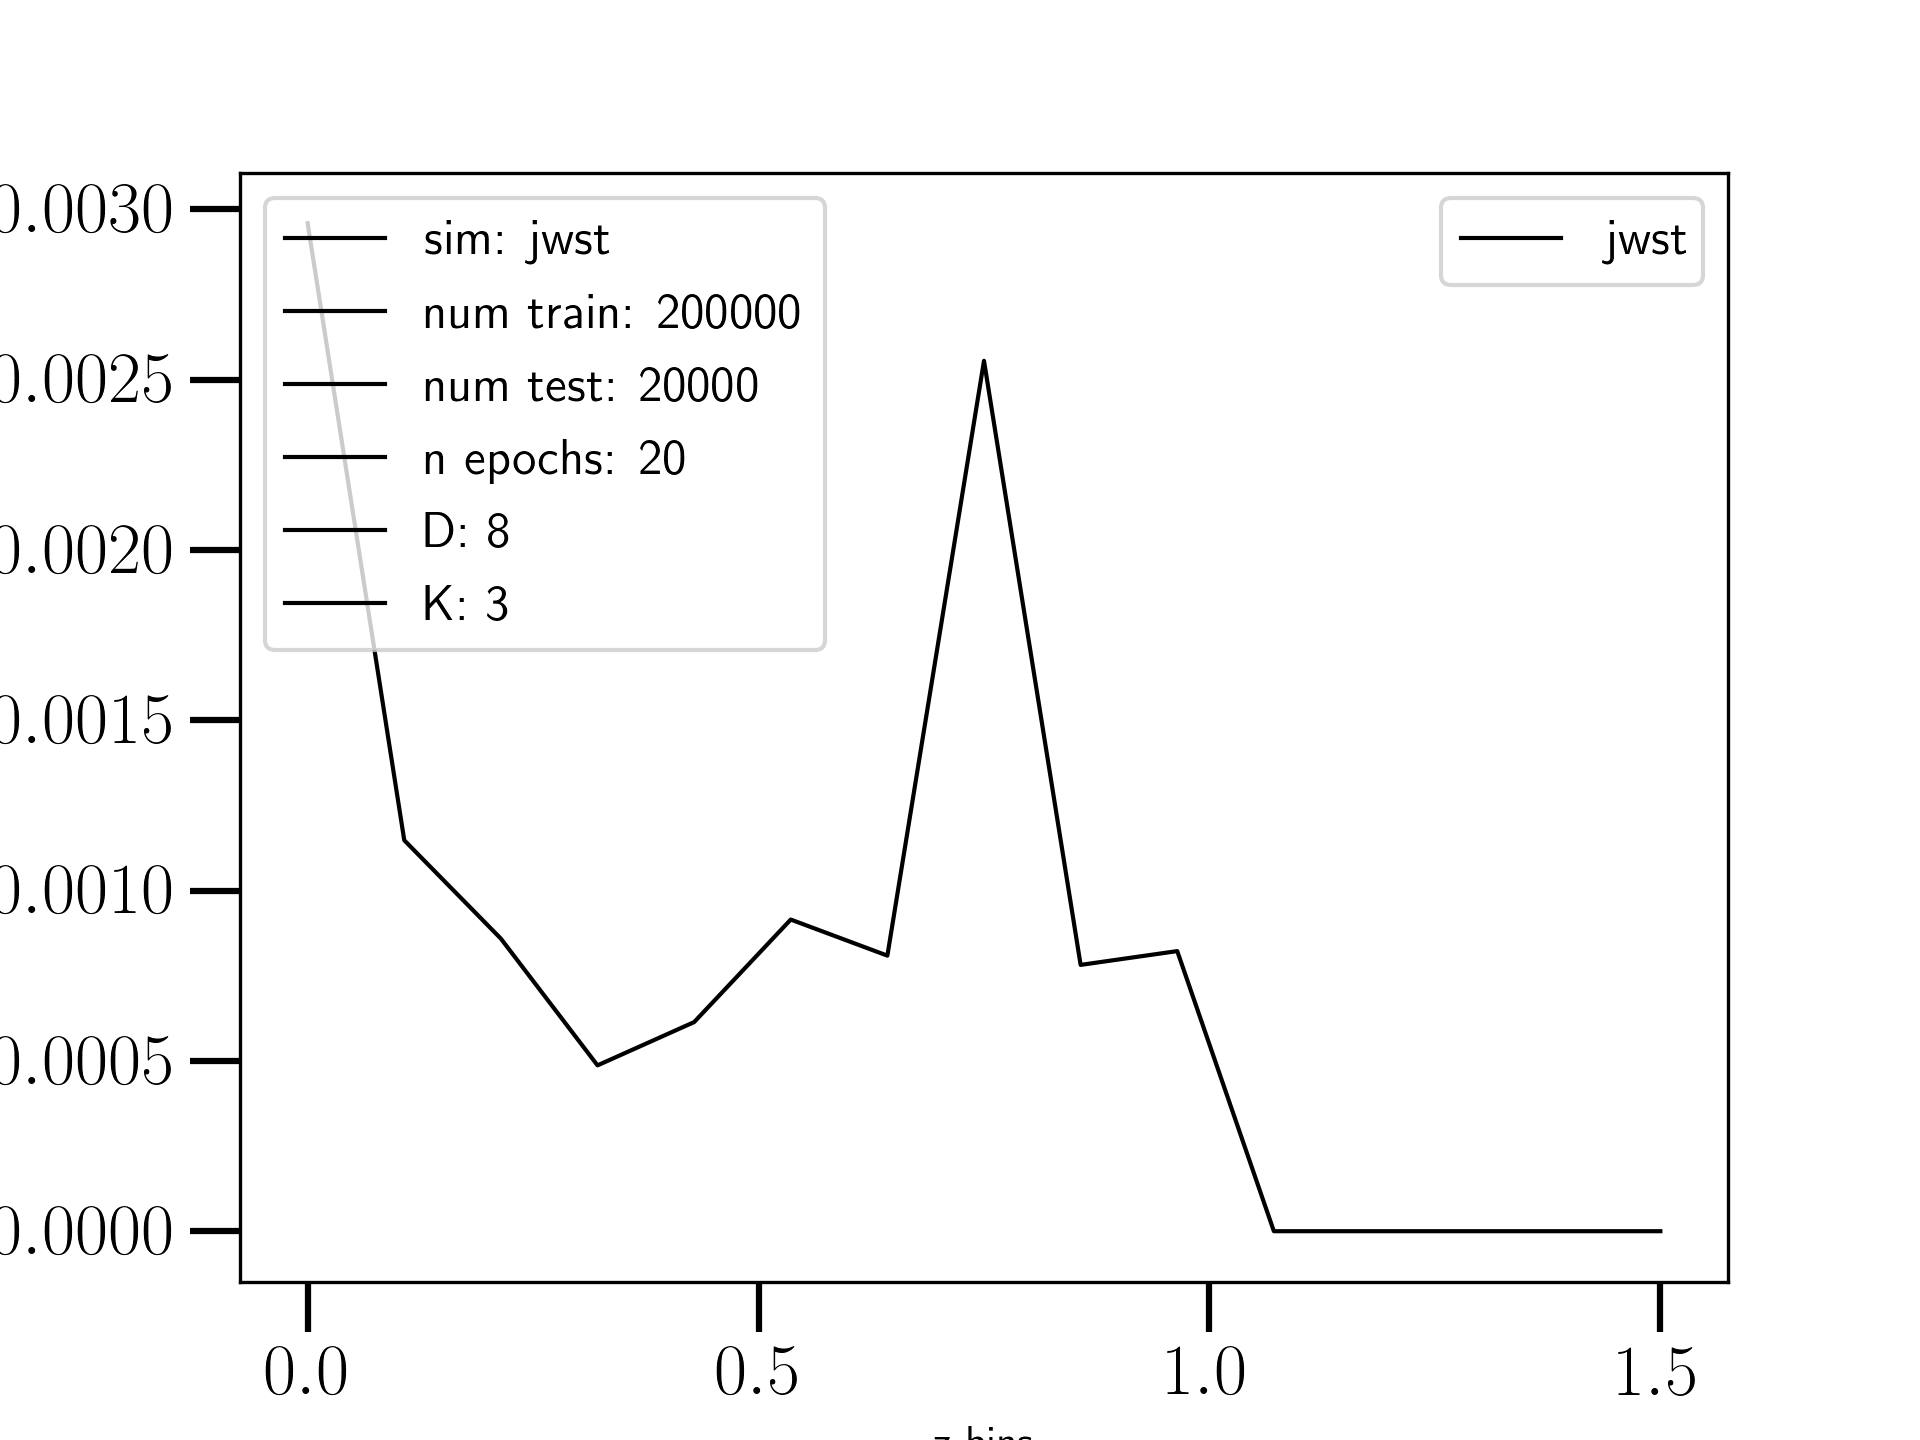 sim: jwst
num train: 200000
num test: 20000
n epochs: 20
D: 8
K: 3
jwst
0.0030
0.0025
0.0020
0.0015
0.0010
0.0005
0.0000
0.0 0.5 1.0 1.5
z bins